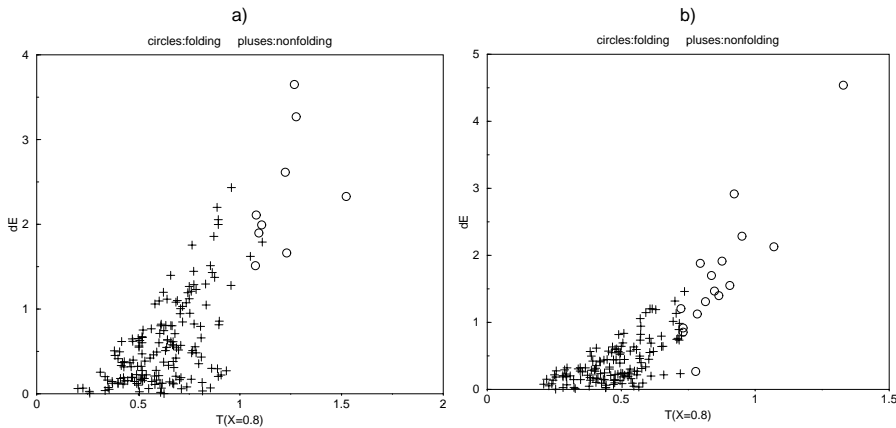 a)
circles:folding pluses:nonfolding
4
3
2
1
0
dE
0 0.5 1 1.5 2
T(X=0.8)
b)
circles:folding pluses:nonfolding
5
4
3
2
1
0
dE
0 0.5 1 1.5
T(X=0.8)